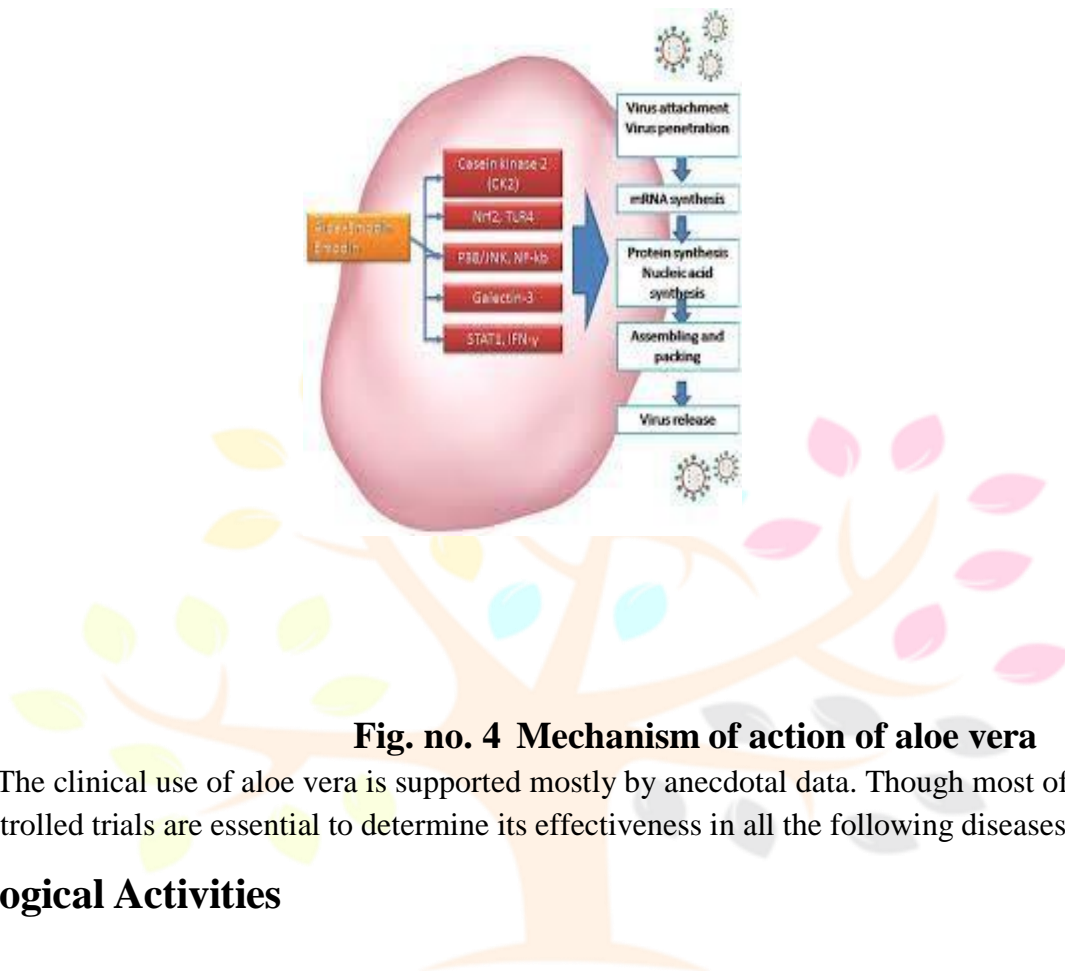 Virus attachment
Virus penetration
Casein kinase-2
(CK2)
mRNA synthesis
Nrf2, TLR4
Aloe-Emodin
Emodin
P38/JNK, NF-kb
Protein synthesis
Nucleic acid
synthesis
Galectin-3
STAT1, IFN-γ
Assembling and
packing
Virus release
Fig. no. 4 Mechanism of action of aloe vera
The clinical use of aloe vera is supported mostly by anecdotal data. Though most of
trolled trials are essential to determine its effectiveness in all the following diseases
ogical Activities